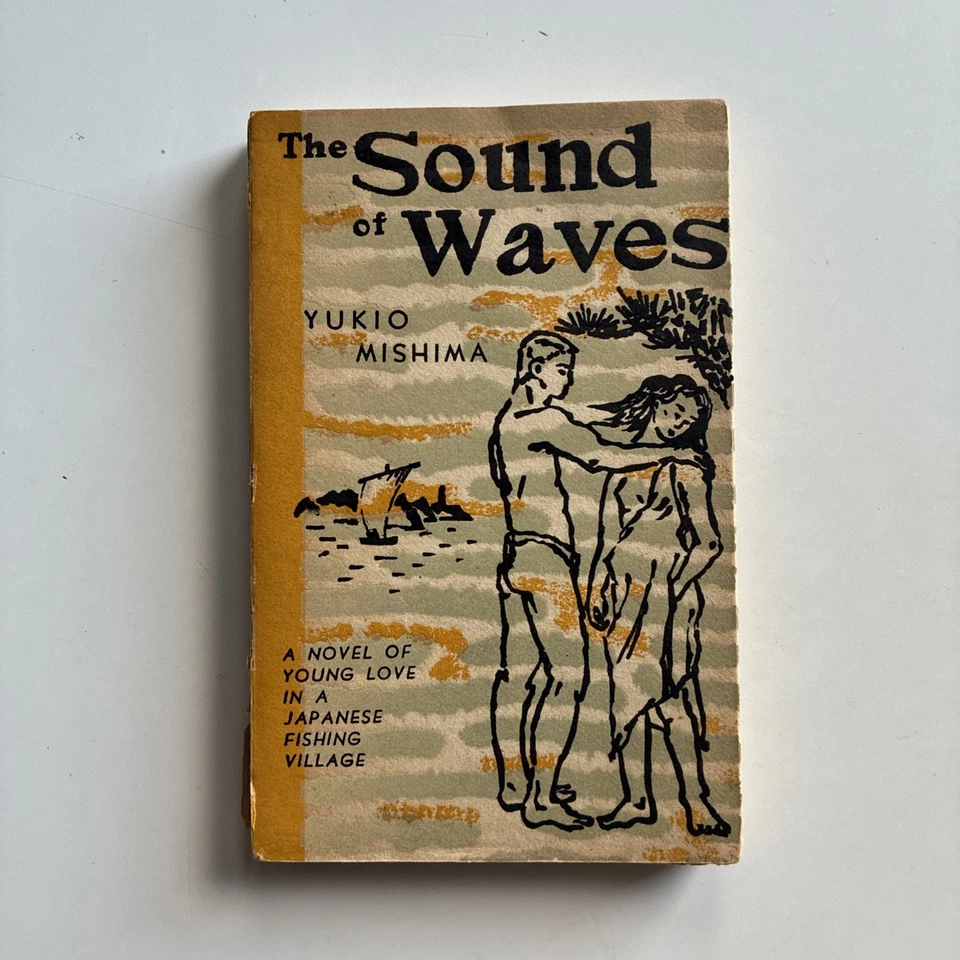 The Sound
of Waves
YUKIO
MISHIMA
A NOVEL OF
YOUNG LOVE
IN A
JAPANESE
FISHING
VILLAGE